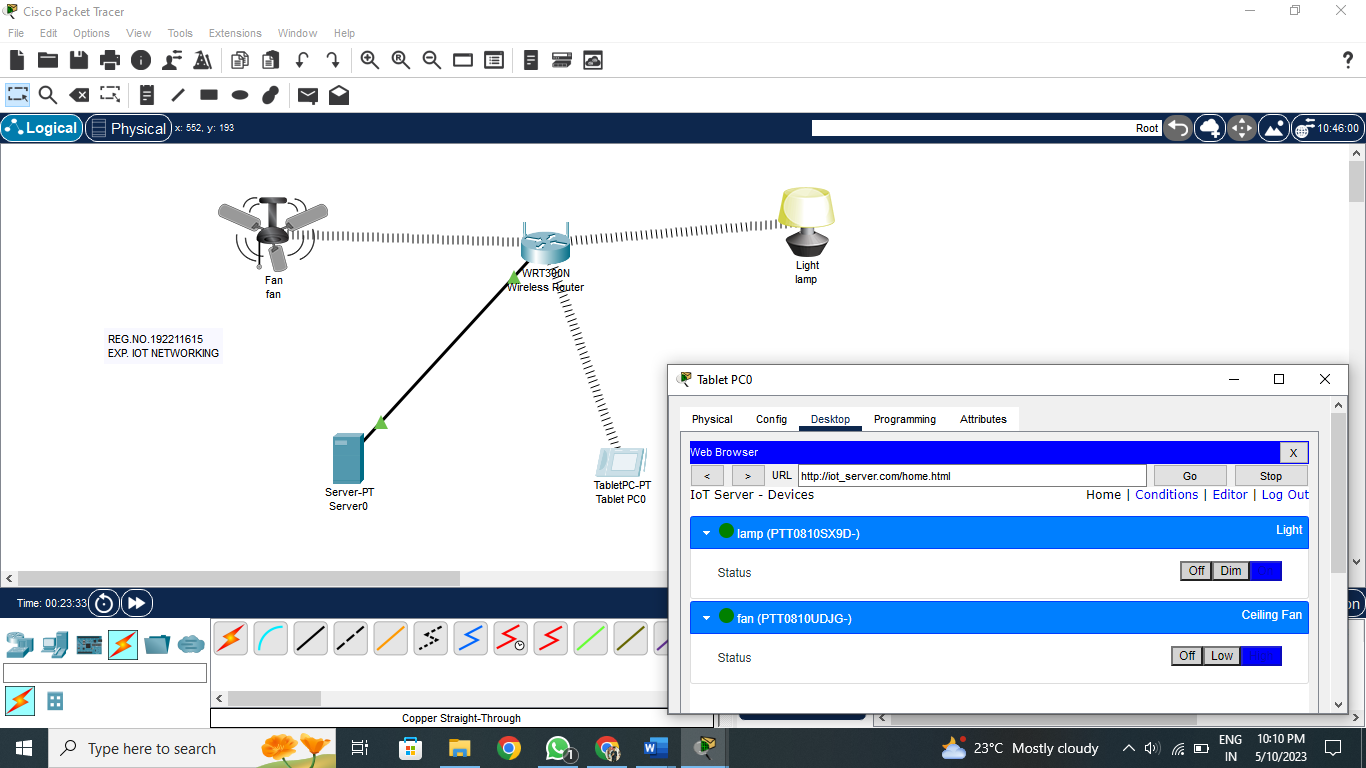 Cisco Packet Tracer
File Edit Options View Tools Extensions Window Help
Logical Physical x: 552, y: 193 Root 10:46:00
Fan
fan
WRT300N
Wireless Router
Light
lamp
REG.NO.192211615
EXP. IOT NETWORKING
Server-PT
Server0
TabletPC-PT
Tablet PC0
Tablet PC0
Physical Config Desktop Programming Attributes
Web Browser X
< > URL http://iot_server.com/home.html Go Stop
IoT Server - Devices Home | Conditions | Editor | Log Out
lamp (PTT0810SX9D-) Light
Status Off Dim
fan (PTT0810UDJG-) Ceiling Fan
Status Off Low
Time: 00:23:33
Copper Straight-Through
Type here to search
1
23°C Mostly cloudy
ENG
IN
10:10 PM
5/10/2023